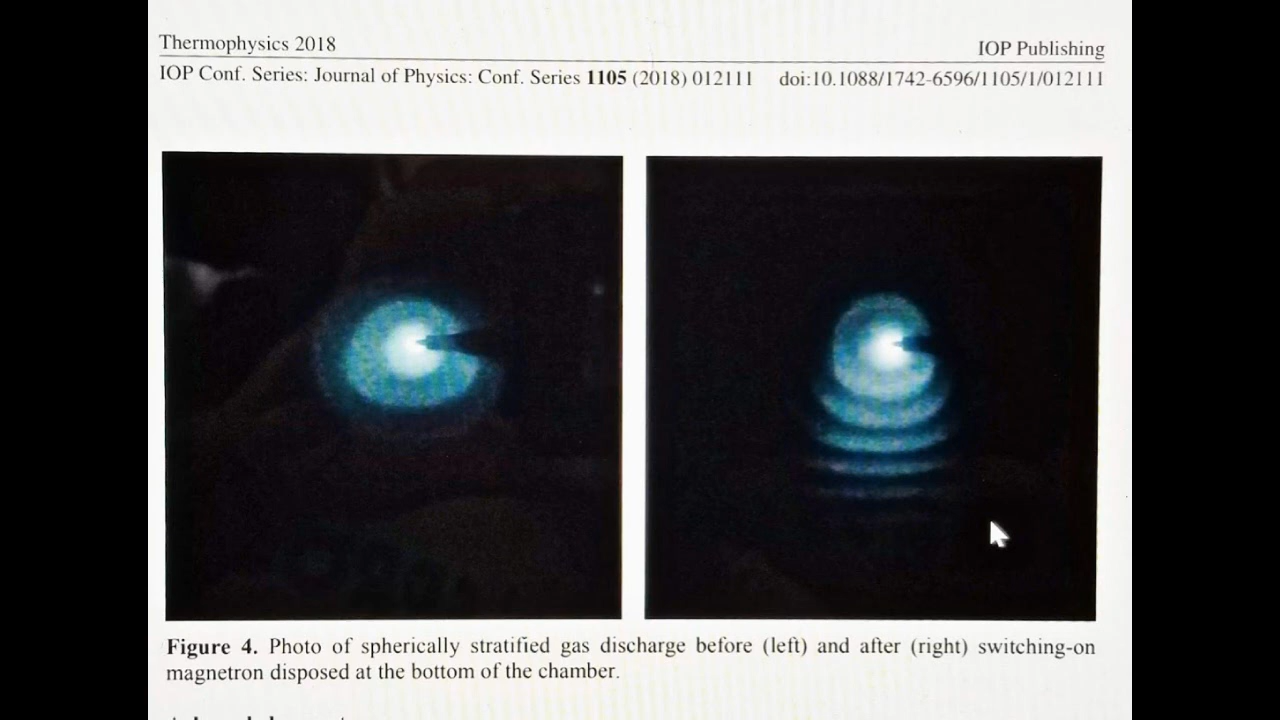 Thermophysics 2018
IOP Publishing
IOP Conf. Series: Journal of Physics: Conf. Series 1105 (2018) 012111 doi:10.1088/1742-6596/1105/1/012111
Figure 4. Photo of spherically stratified gas discharge before (left) and after (right) switching-on
magnetron disposed at the bottom of the chamber.